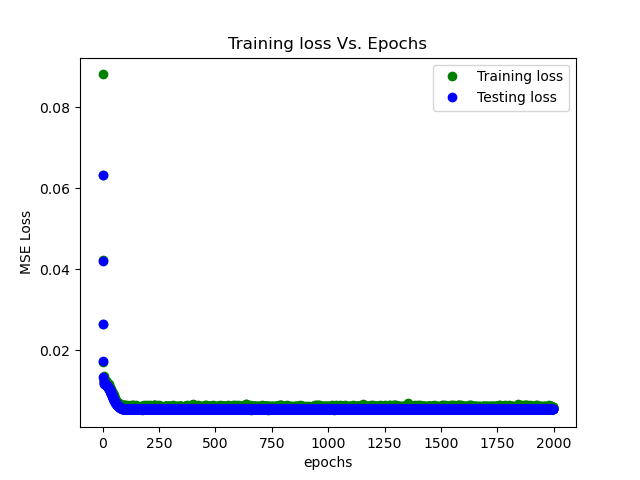 Training loss Vs. Epochs
Training loss
Testing loss
MSE Loss
0.08
0.06
0.04
0.02
0 250 500 750 1000 1250 1500 1750 2000
epochs